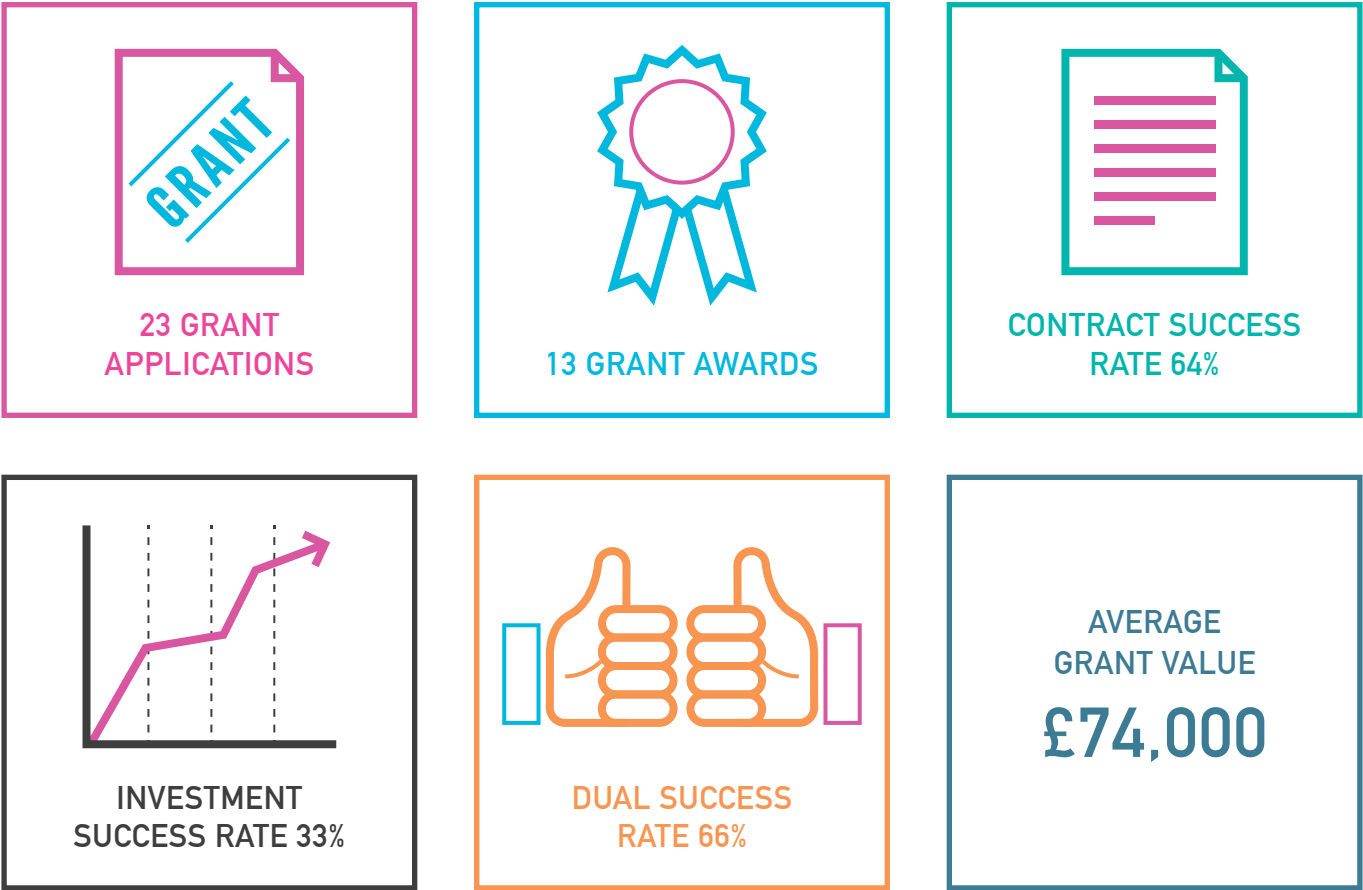 GRANT
23 GRANT
APPLICATIONS
13 GRANT AWARDS
CONTRACT SUCCESS
RATE 64%
INVESTMENT
SUCCESS RATE 33%
DUAL SUCCESS
RATE 66%
AVERAGE
GRANT VALUE
£74,000